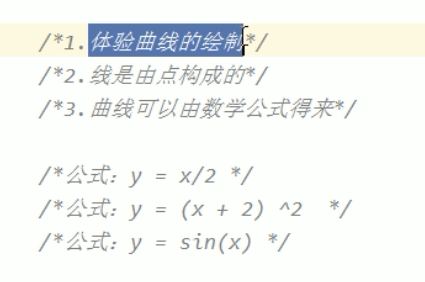 /*1.体验曲线的绘制*/
/*2.线是由点构成的*/
/*3.曲线可以由数学公式得来*/
/*公式：y = x/2 */
/*公式：y = (x + 2) ^2  */
/*公式：y = sin(x) */